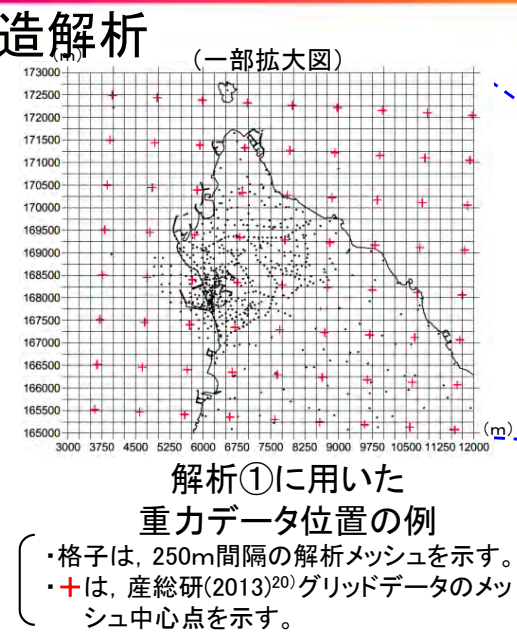 造解析
(m)
（一部拡大図）
173000
172500
172000
171500
171000
170500
170000
169500
169000
168500
168000
167500
167000
166500
166000
165500
165000
3000 3750 4500 5250 6000 6750 7500 8250 9000 9750 10500 11250 12000
(m)
解析①に用いた
重力データ位置の例
・格子は，250m間隔の解析メッシュを示す。
・＋は，産総研(2013)20)グリッドデータのメッ
シュ中心点を示す。